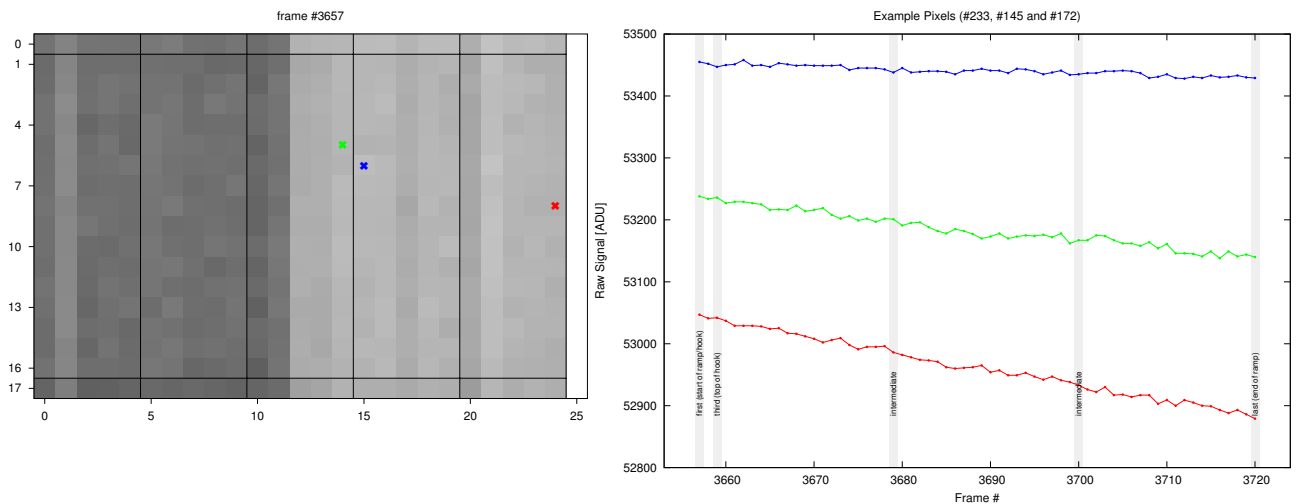 frame #3657
0
1
4
7
10
13
16
17
0 5 10 15 20 25
Example Pixels (#233, #145 and #172)
Raw Signal [ADU]
53500
53400
53300
53200
53100
53000
52900
52800
first (start of ramp/hook)
third (top of hook)
intermediate
intermediate
last (end of ramp)
3660 3670 3680 3690 3700 3710 3720
Frame #